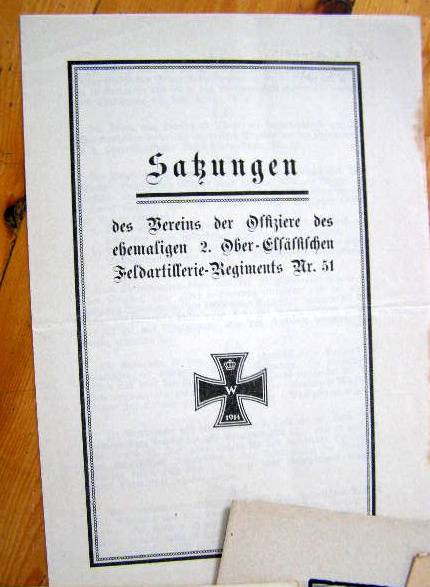 Satzungen
des Vereins der Offiziere des
ehemaligen 2. Ober-Elsässischen
Feldartillerie-Regiments Nr. 51
W
1914